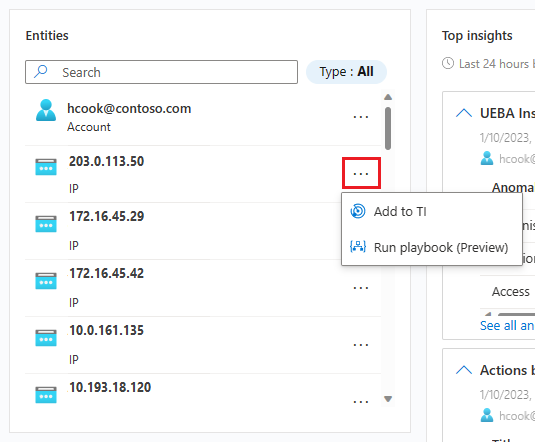 Entities
Search
Type : All
hcook@contoso.com
Account
...
203.0.113.50
IP
...
Add to TI
Run playbook (Preview)
172.16.45.29
IP
172.16.45.42
IP
...
10.0.161.135
IP
...
10.193.18.120
...
Top insights
Last 24 hours b
UEBA Ins
1/10/2023,
hcook@
Anomal
Access
See all an
Actions b
1/10/2023,
hcook@